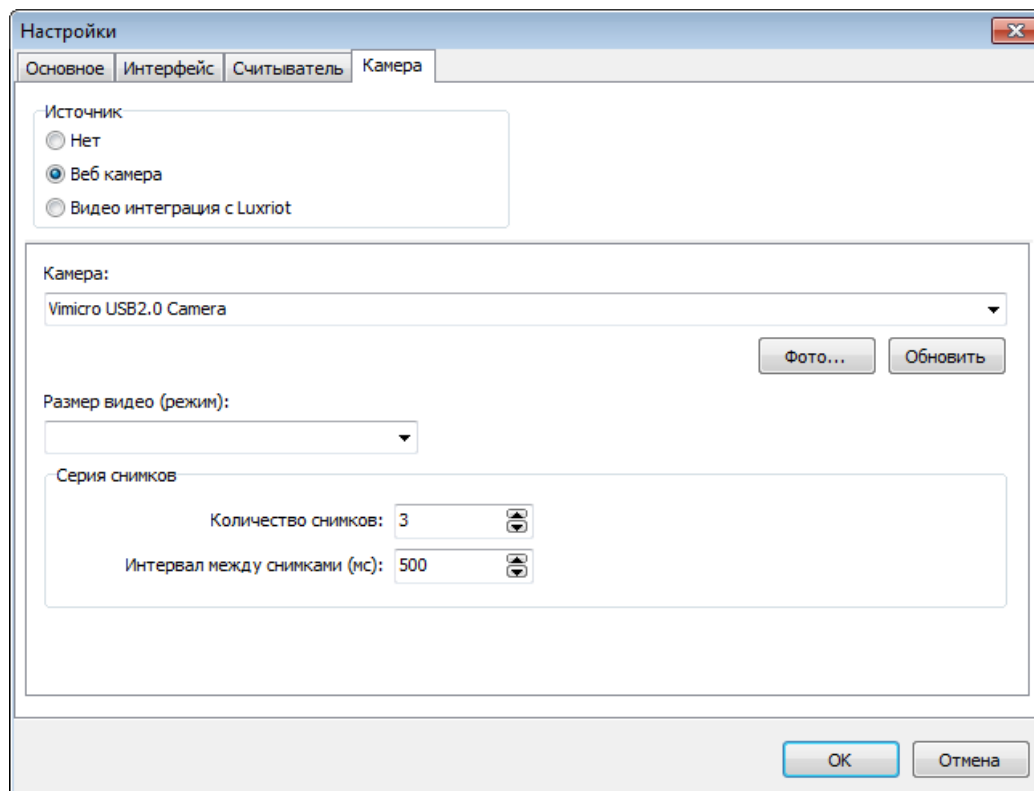 Настройки
Основное Интерфейс Считыватель Камера
Источник
Нет
Веб камера
Видео интеграция с Luxriot
Камера:
Vimicro USB2.0 Camera
Фото... Обновить
Размер видео (режим):
Серия снимков
Количество снимков: 3
Интервал между снимками (мс): 500
OK Отмена